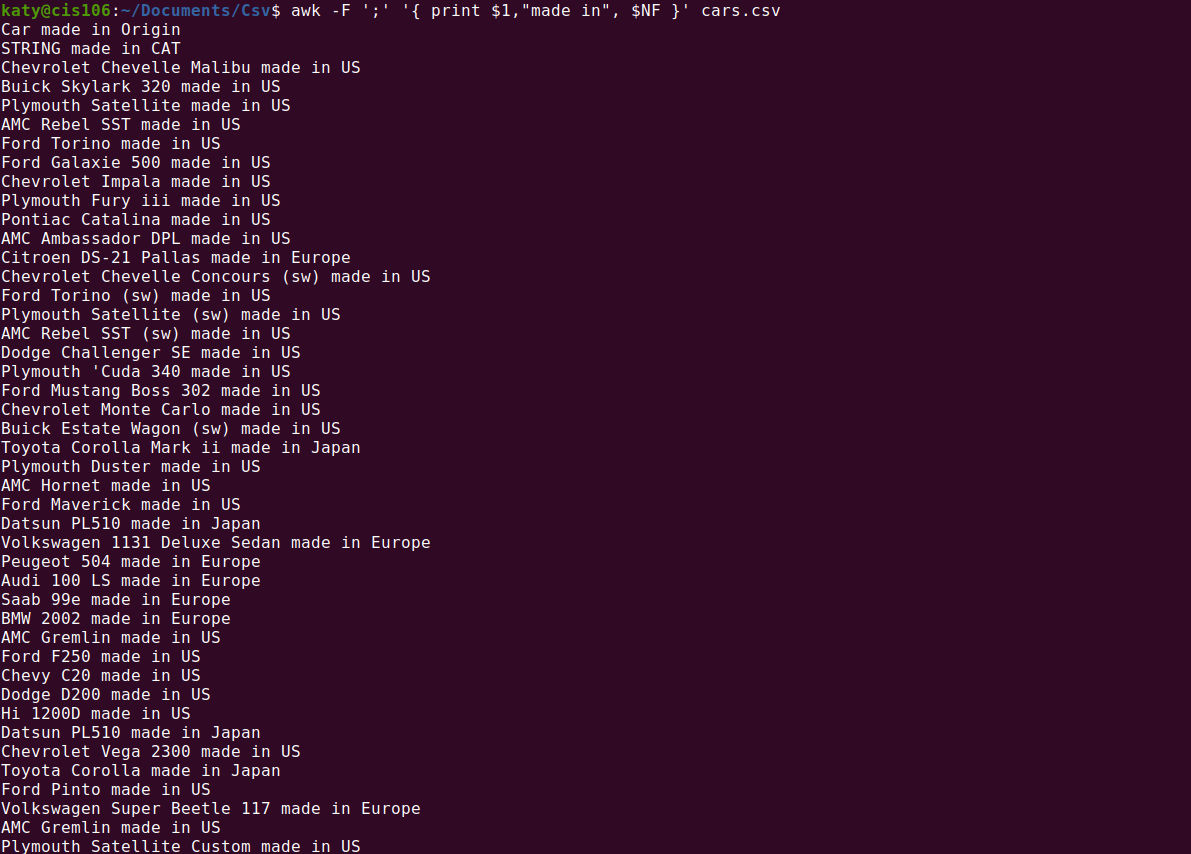 katy@cis106:~/Documents/Csv$ awk -F ';' '{ print $1,"made in", $NF }' cars.csv
Car made in Origin
STRING made in CAT
Chevrolet Chevelle Malibu made in US
Buick Skylark 320 made in US
Plymouth Satellite made in US
AMC Rebel SST made in US
Ford Torino made in US
Ford Galaxie 500 made in US
Chevrolet Impala made in US
Plymouth Fury iii made in US
Pontiac Catalina made in US
AMC Ambassador DPL made in US
Citroen DS-21 Pallas made in Europe
Chevrolet Chevelle Concours (sw) made in US
Ford Torino (sw) made in US
Plymouth Satellite (sw) made in US
AMC Rebel SST (sw) made in US
Dodge Challenger SE made in US
Plymouth 'Cuda 340 made in US
Ford Mustang Boss 302 made in US
Chevrolet Monte Carlo made in US
Buick Estate Wagon (sw) made in US
Toyota Corolla Mark ii made in Japan
Plymouth Duster made in US
AMC Hornet made in US
Ford Maverick made in US
Datsun PL510 made in Japan
Volkswagen 1131 Deluxe Sedan made in Europe
Peugeot 504 made in Europe
Audi 100 LS made in Europe
Saab 99e made in Europe
BMW 2002 made in Europe
AMC Gremlin made in US
Ford F250 made in US
Chevy C20 made in US
Dodge D200 made in US
Hi 1200D made in US
Datsun PL510 made in Japan
Chevrolet Vega 2300 made in US
Toyota Corolla made in Japan
Ford Pinto made in US
Volkswagen Super Beetle 117 made in Europe
AMC Gremlin made in US
Plymouth Satellite Custom made in US